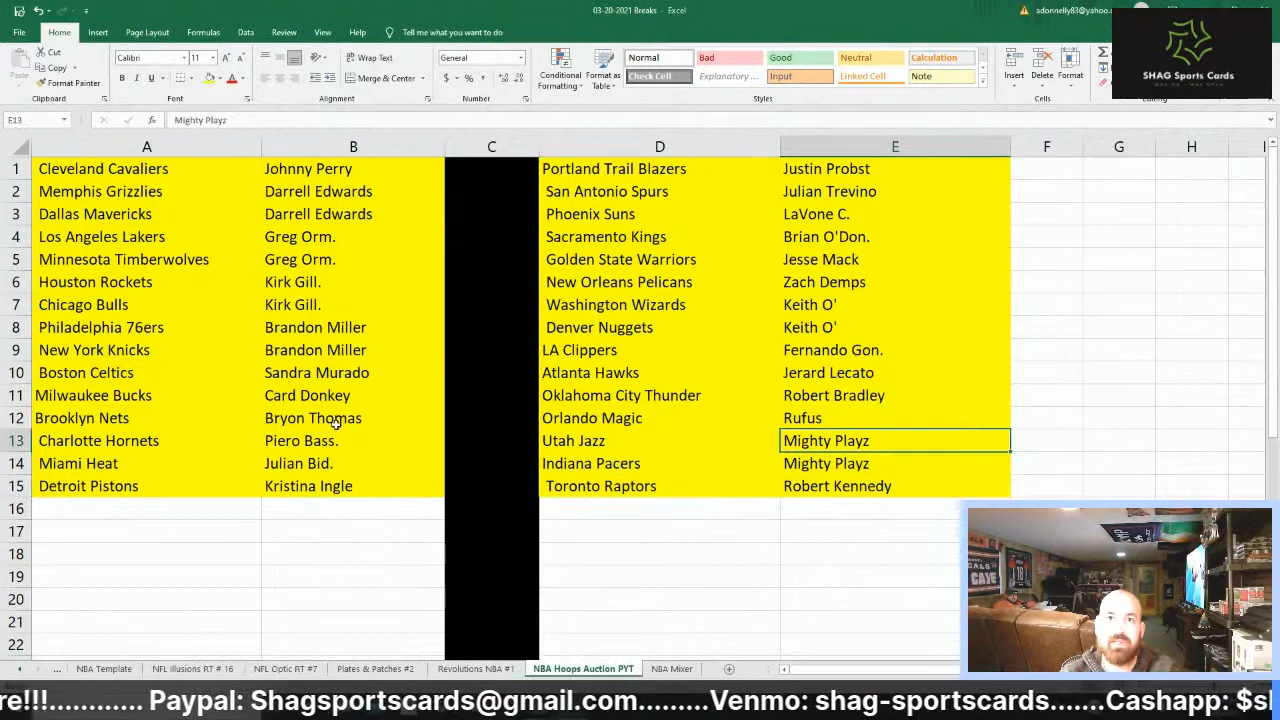 03-20-2021 Breaks - Excel
adonnelly83@yahoo.c
File Home Insert Page Layout Formulas Data Review View Help Tell me what you want to do
Cut
Copy
Format Painter
Paste
Clipboard
Calibri 11
B I U
Font
Wrap Text
Merge & Center
Alignment
General
$ % ,
Number
Conditional Formatting
Format as Table
Normal Bad Good Neutral Calculation
Check Cell Explanatory ... Input Linked Cell Note
Styles
Insert Delete Format
Cells
SHAG Sports Cards
E13 Mighty Playz
A B C D E F G H I
1 Cleveland Cavaliers Johnny Perry Portland Trail Blazers Justin Probst
2 Memphis Grizzlies Darrell Edwards San Antonio Spurs Julian Trevino
3 Dallas Mavericks Darrell Edwards Phoenix Suns LaVone C.
4 Los Angeles Lakers Greg Orm. Sacramento Kings Brian O'Don.
5 Minnesota Timberwolves Greg Orm. Golden State Warriors Jesse Mack
6 Houston Rockets Kirk Gill. New Orleans Pelicans Zach Demps
7 Chicago Bulls Kirk Gill. Washington Wizards Keith O'
8 Philadelphia 76ers Brandon Miller Denver Nuggets Keith O'
9 New York Knicks Brandon Miller LA Clippers Fernando Gon.
10 Boston Celtics Sandra Murado Atlanta Hawks Jerard Lecato
11 Milwaukee Bucks Card Donkey Oklahoma City Thunder Robert Bradley
12 Brooklyn Nets Bryon Thomas Orlando Magic Rufus
13 Charlotte Hornets Piero Bass. Utah Jazz Mighty Playz
14 Miami Heat Julian Bid. Indiana Pacers Mighty Playz
15 Detroit Pistons Kristina Ingle Toronto Raptors Robert Kennedy
16
17
18
19
20
21
22
NBA Template NFL Illusions RT # 16 NFL Optic RT #7 Plates & Patches #2 Revolutions NBA #1 NBA Hoops Auction PYT NBA Mixer
re!!!............ Paypal: Shagsportscards@gmail.com.........Venmo: shag-sportscards.......Cashapp: $sl